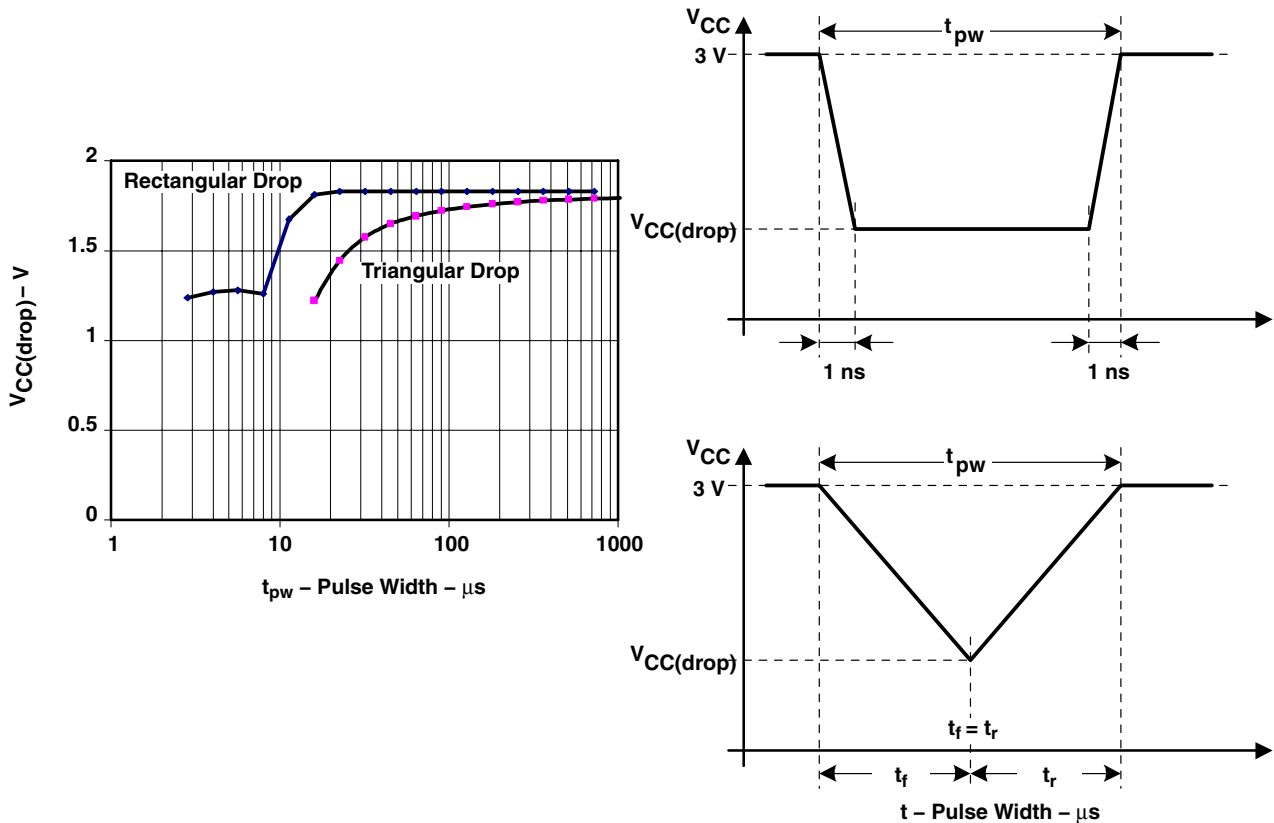 2
1.5
1
0.5
0
VCC(drop) – V
Rectangular Drop
Triangular Drop
1
10
100
1000
tpw – Pulse Width – μs
VCC
3 V
tpw
VCC(drop)
1 ns
1 ns
VCC
3 V
tpw
VCC(drop)
tf = tr
tf
tr
t – Pulse Width – μs